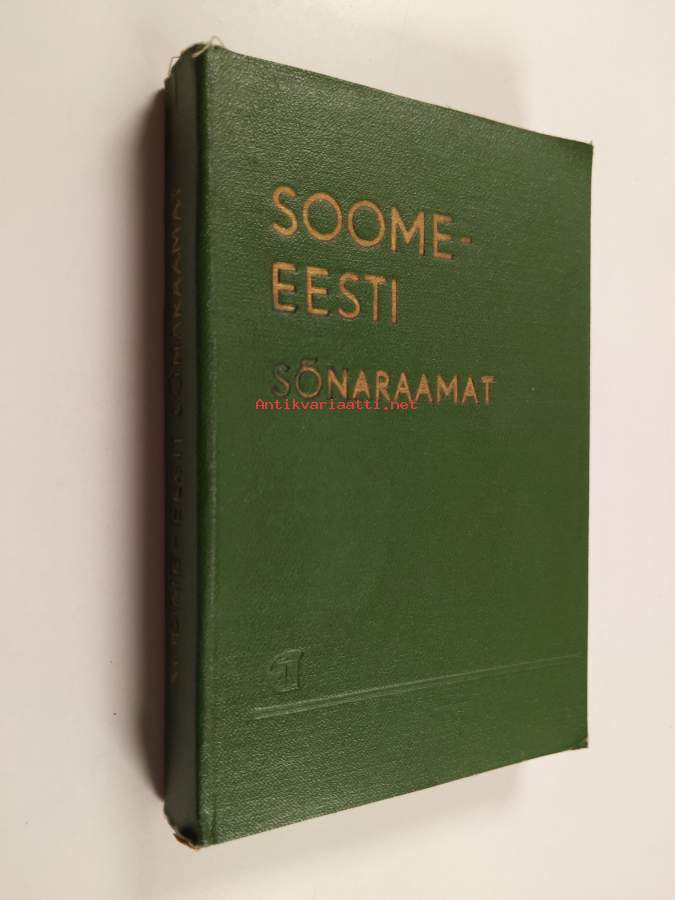 SOOME-
EESTI
SÕNARAAMAT
Antikvariaatti.net
SOOME-EESTI SÕNARAAMAT